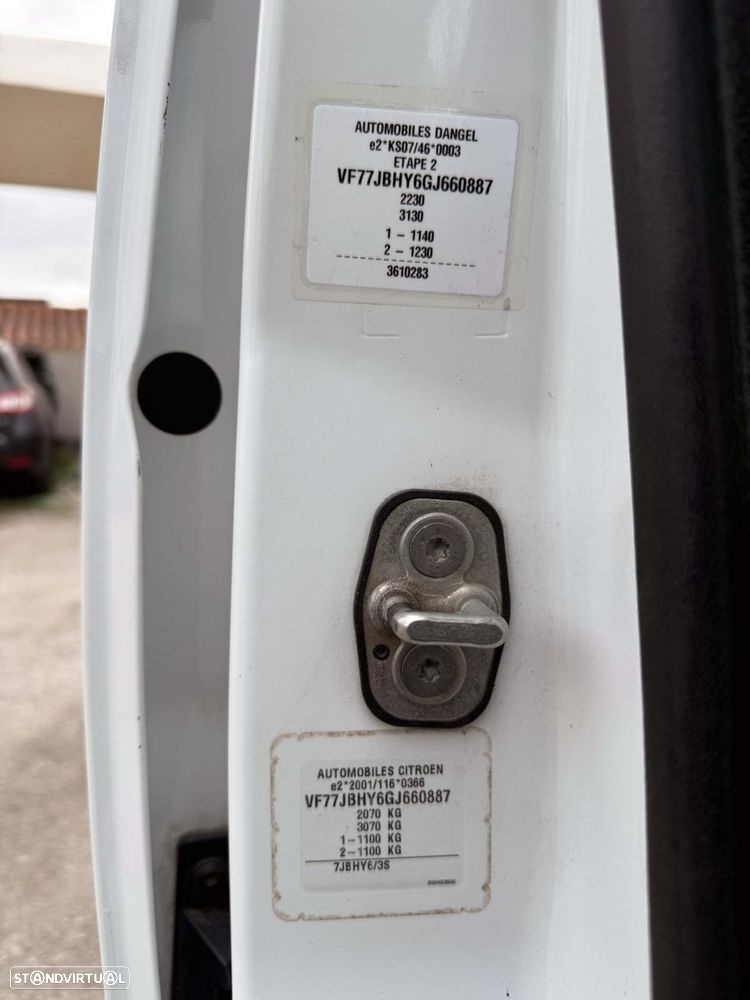 AUTOMOBILES DANGEL
e2*KS07/46*0003
ETAPE 2
VF77JBHY6GJ660887
2230
3130
1 - 1140
2 - 1230
3610283
AUTOMOBILES CITROEN
e2*2001/116*0366
VF77JBHY6GJ660887
2070 KG
3070 KG
1-1100 KG
2-1100 KG
7JBHY6/3S
STANDVIRTUAL